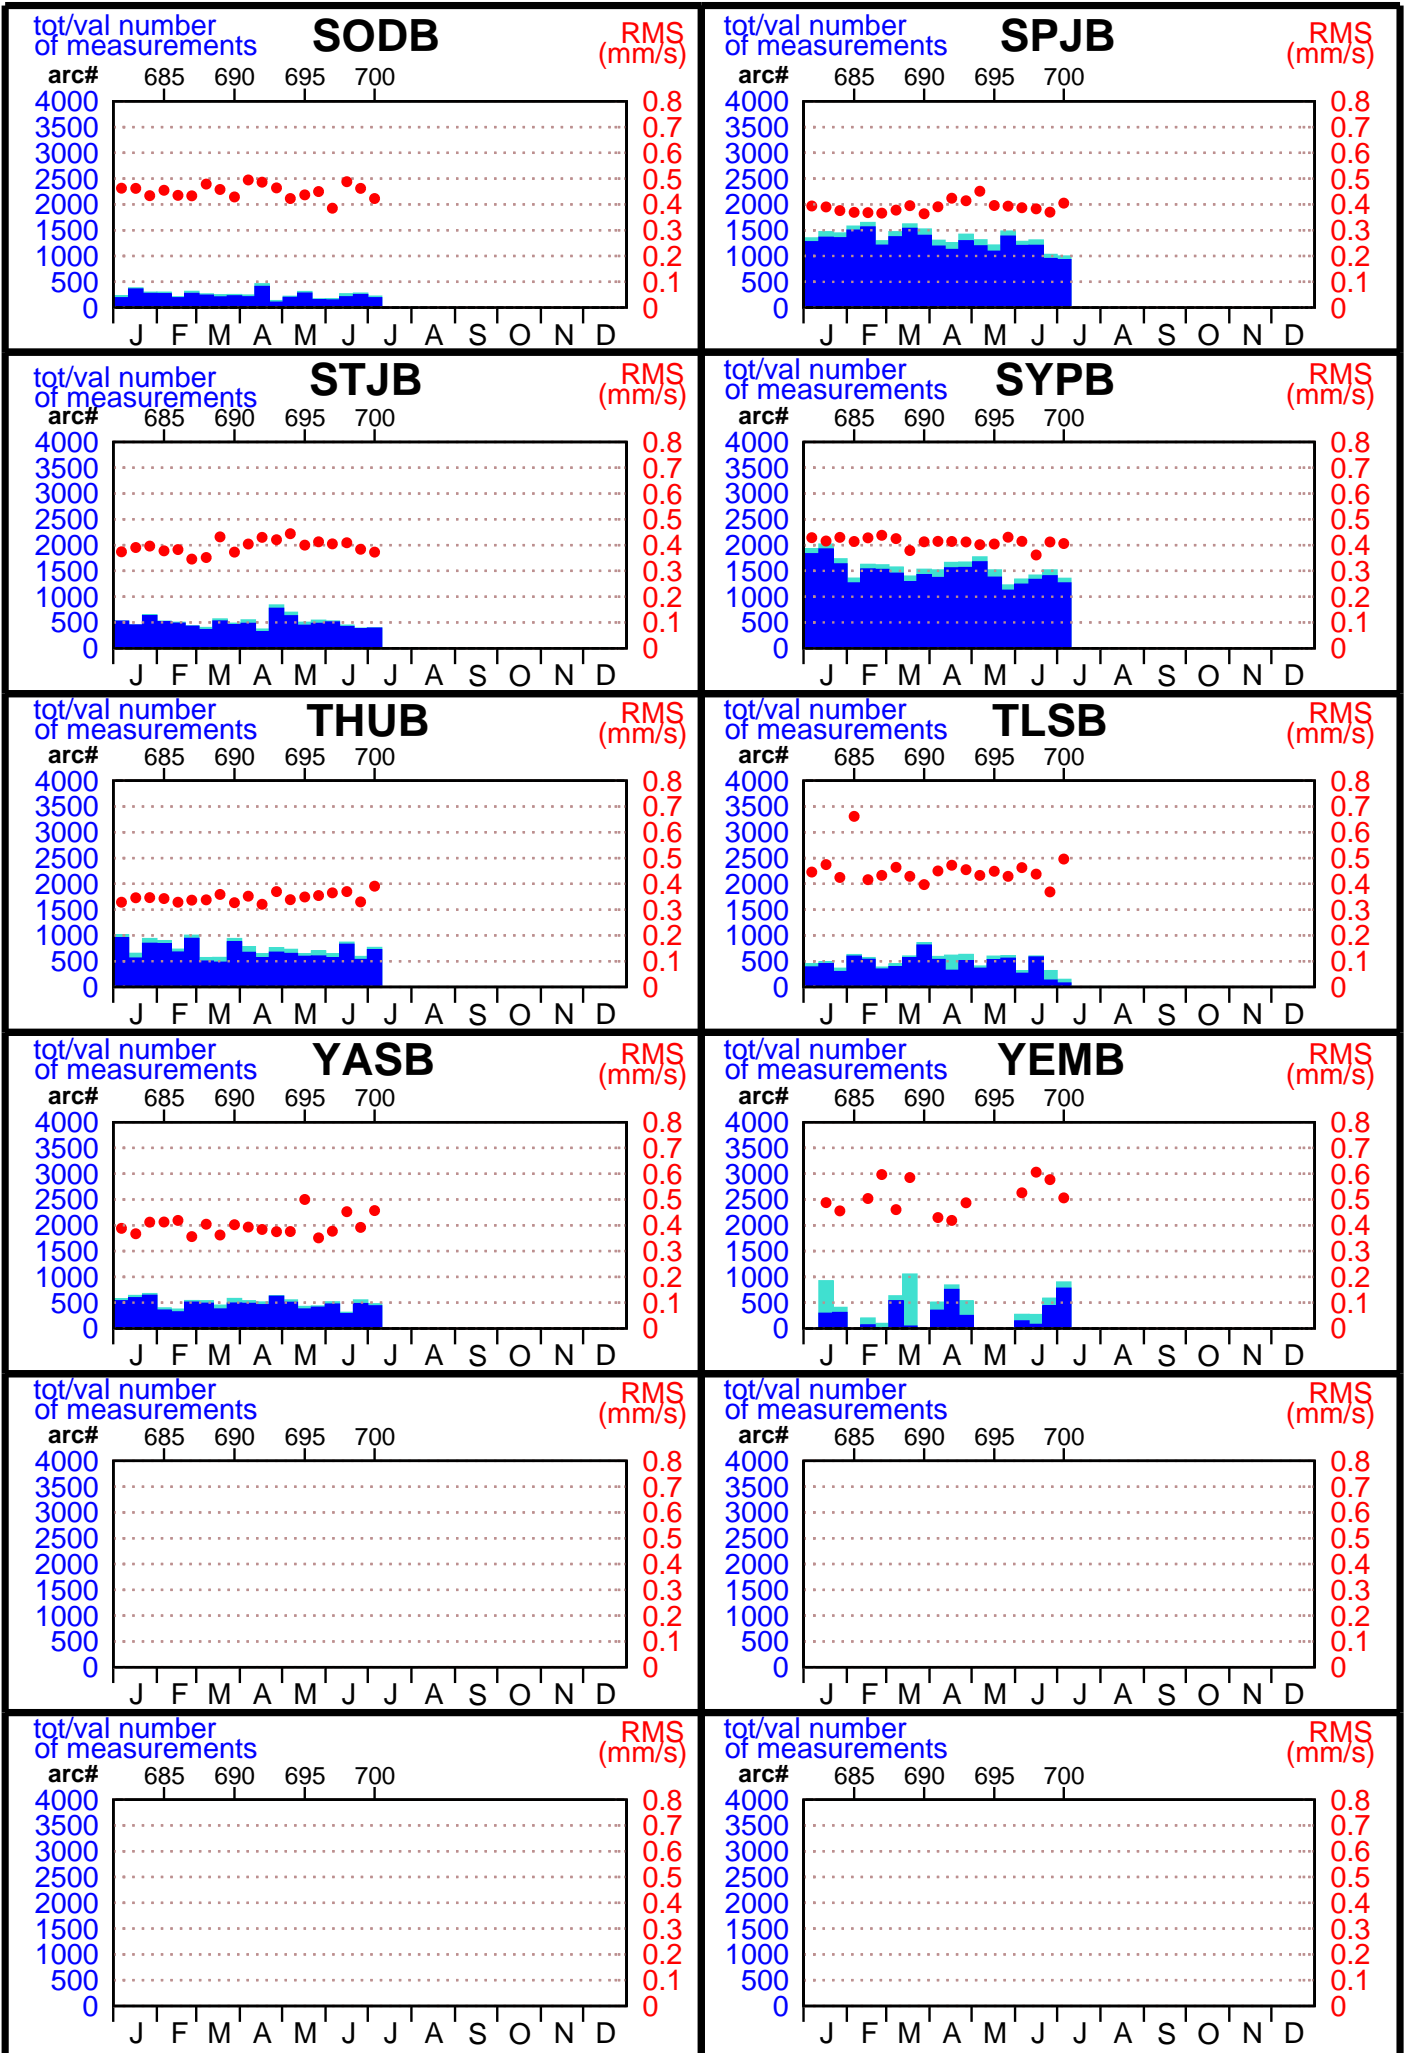 tot/val number
of measurements
SODB
RMS
(mm/s)
arc# 685 690 695 700
4000 0.8
3500 0.7
3000 0.6
2500 0.5
2000 0.4
1500 0.3
1000 0.2
500 0.1
0 0
J F M A M J J A S O N D
tot/val number
of measurements
SPJB
RMS
(mm/s)
arc# 685 690 695 700
4000 0.8
3500 0.7
3000 0.6
2500 0.5
2000 0.4
1500 0.3
1000 0.2
500 0.1
0 0
J F M A M J J A S O N D
tot/val number
of measurements
STJB
RMS
(mm/s)
arc# 685 690 695 700
4000 0.8
3500 0.7
3000 0.6
2500 0.5
2000 0.4
1500 0.3
1000 0.2
500 0.1
0 0
J F M A M J J A S O N D
tot/val number
of measurements
SYPB
RMS
(mm/s)
arc# 685 690 695 700
4000 0.8
3500 0.7
3000 0.6
2500 0.5
2000 0.4
1500 0.3
1000 0.2
500 0.1
0 0
J F M A M J J A S O N D
tot/val number
of measurements
THUB
RMS
(mm/s)
arc# 685 690 695 700
4000 0.8
3500 0.7
3000 0.6
2500 0.5
2000 0.4
1500 0.3
1000 0.2
500 0.1
0 0
J F M A M J J A S O N D
tot/val number
of measurements
TLSB
RMS
(mm/s)
arc# 685 690 695 700
4000 0.8
3500 0.7
3000 0.6
2500 0.5
2000 0.4
1500 0.3
1000 0.2
500 0.1
0 0
J F M A M J J A S O N D
tot/val number
of measurements
YASB
RMS
(mm/s)
arc# 685 690 695 700
4000 0.8
3500 0.7
3000 0.6
2500 0.5
2000 0.4
1500 0.3
1000 0.2
500 0.1
0 0
J F M A M J J A S O N D
tot/val number
of measurements
YEMB
RMS
(mm/s)
arc# 685 690 695 700
4000 0.8
3500 0.7
3000 0.6
2500 0.5
2000 0.4
1500 0.3
1000 0.2
500 0.1
0 0
J F M A M J J A S O N D
tot/val number
of measurements
RMS
(mm/s)
arc# 685 690 695 700
4000 0.8
3500 0.7
3000 0.6
2500 0.5
2000 0.4
1500 0.3
1000 0.2
500 0.1
0 0
J F M A M J J A S O N D
tot/val number
of measurements
RMS
(mm/s)
arc# 685 690 695 700
4000 0.8
3500 0.7
3000 0.6
2500 0.5
2000 0.4
1500 0.3
1000 0.2
500 0.1
0 0
J F M A M J J A S O N D
tot/val number
of measurements
RMS
(mm/s)
arc# 685 690 695 700
4000 0.8
3500 0.7
3000 0.6
2500 0.5
2000 0.4
1500 0.3
1000 0.2
500 0.1
0 0
J F M A M J J A S O N D
tot/val number
of measurements
RMS
(mm/s)
arc# 685 690 695 700
4000 0.8
3500 0.7
3000 0.6
2500 0.5
2000 0.4
1500 0.3
1000 0.2
500 0.1
0 0
J F M A M J J A S O N D